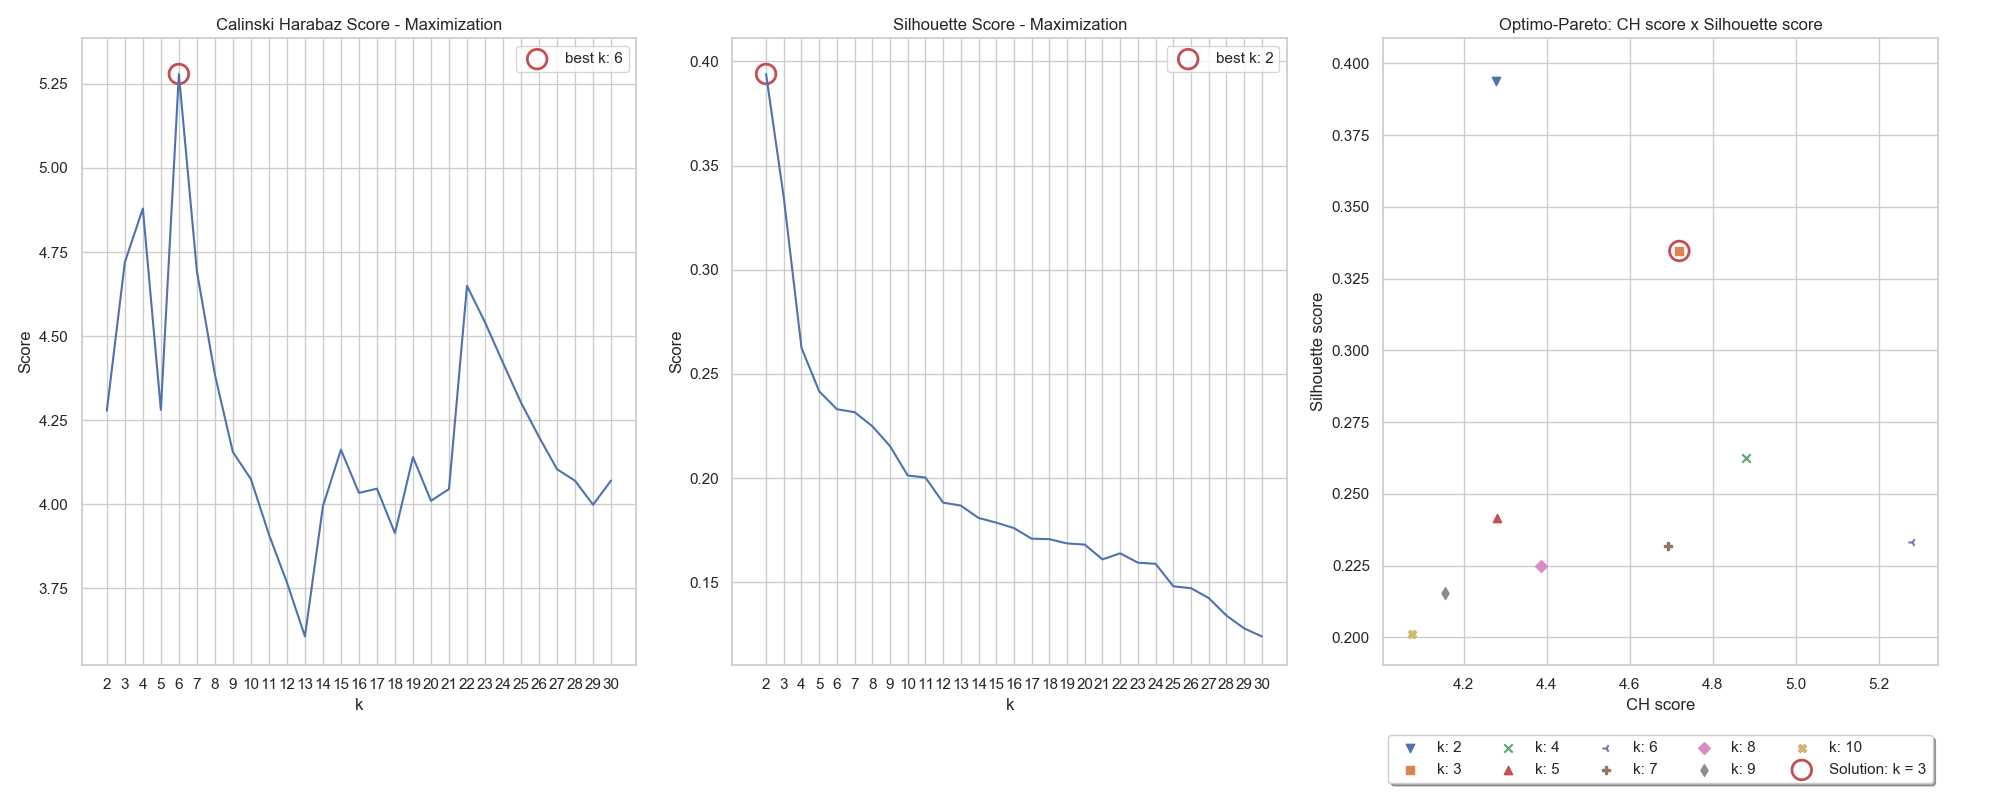 Calinski Harabaz Score - Maximization
best k: 6
Score
5.25
5.00
4.75
4.50
4.25
4.00
3.75
2 3 4 5 6 7 8 9 10 11 12 13 14 15 16 17 18 19 20 21 22 23 24 25 26 27 28 29 30
k
Silhouette Score - Maximization
best k: 2
Score
0.40
0.35
0.30
0.25
0.20
0.15
2 3 4 5 6 7 8 9 10 11 12 13 14 15 16 17 18 19 20 21 22 23 24 25 26 27 28 29 30
k
Optimo-Pareto: CH score x Silhouette score
Silhouette score
0.400
0.375
0.350
0.325
0.300
0.275
0.250
0.225
0.200
4.2 4.4 4.6 4.8 5.0 5.2
CH score
k: 2 k: 4 k: 6 k: 8 k: 10
k: 3 k: 5 k: 7 k: 9 Solution: k = 3